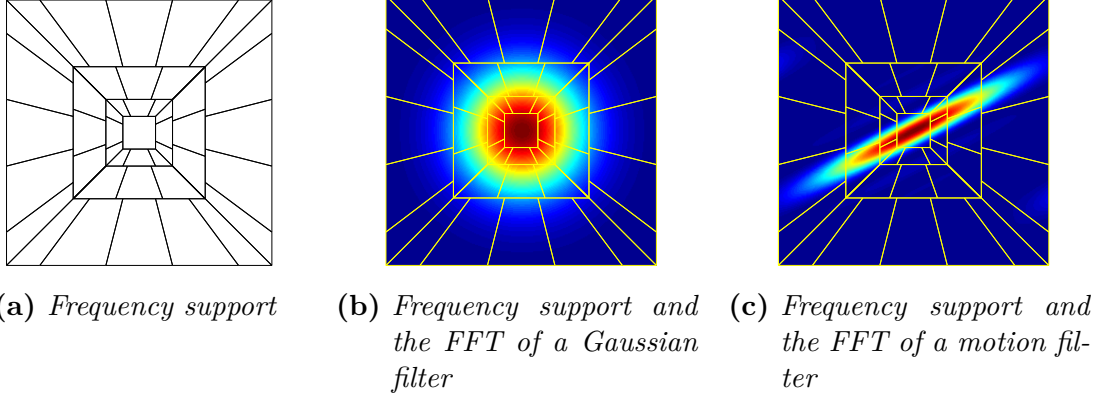 a) Frequency support
(b) Frequency support and
the FFT of a Gaussian
filter
(c) Frequency support and
the FFT of a motion fil-
ter